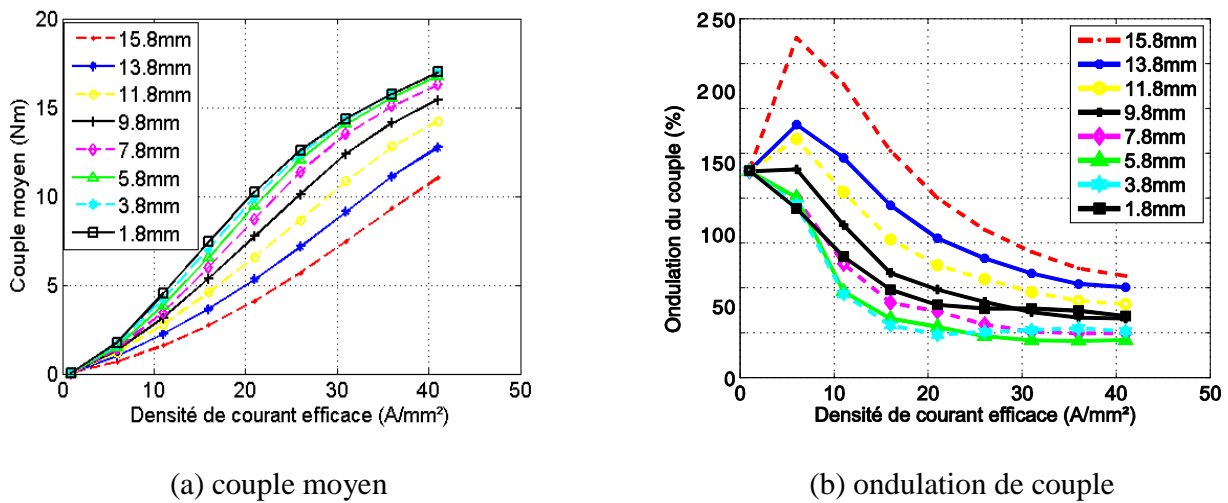 20
15
10
5
0
0
10
20
30
40
50
Couple moyen (Nm)
Densité de courant efficace (A/mm²)
15.8mm
13.8mm
11.8mm
9.8mm
7.8mm
5.8mm
3.8mm
1.8mm
(a) couple moyen
2 50
200
150
100
50
0
0
10
20
30
40
50
Ondulation du couple (%)
Densité de courant efficace (A/mm²)
15.8mm
13.8mm
11.8mm
9.8mm
7.8mm
5.8mm
3.8mm
1.8mm
(b) ondulation de couple